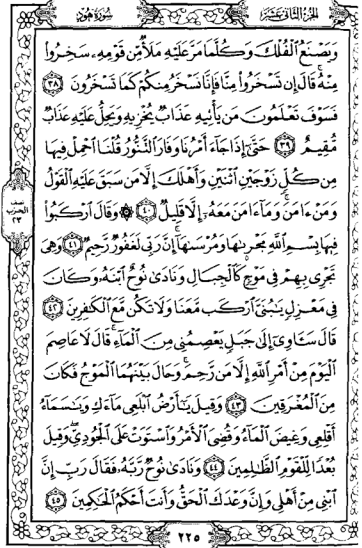 الجزء الثاني عشر
سورة هود
وَيَصْنَعُ ٱلْفُلْكَ وَكُلَّمَا مَرَّ عَلَيْهِ مَلَأٌ مِّن قَوْمِهِۦ سَخِرُوا۟
مِنْهُ ۚ قَالَ إِن تَسْخَرُوا۟ مِنَّا فَإِنَّا نَسْخَرُ مِنكُمْ كَمَا تَسْخَرُونَ ٣٨
فَسَوْفَ تَعْلَمُونَ مَن يَأْتِيهِ عَذَابٌ يُخْزِيهِ وَيَحِلُّ عَلَيْهِ عَذَابٌ
مُّقِيمٌ ٣٩ حَتَّىٰٓ إِذَا جَآءَ أَمْرُنَا وَفَارَ ٱلتَّنُّورُ قُلْنَا ٱحْمِلْ فِيهَا
مِن كُلٍّ زَوْجَيْنِ ٱثْنَيْنِ وَأَهْلَكَ إِلَّا مَن سَبَقَ عَلَيْهِ ٱلْقَوْلُ
وَمَنْ ءَامَنَ ۚ وَمَآ ءَامَنَ مَعَهُۥٓ إِلَّا قَلِيلٌ ٤٠ ۞ وَقَالَ ٱرْكَبُوا۟
فِيهَا بِسْمِ ٱللَّهِ مَجْر۪ىٰهَا وَمُرْسَىٰهَآ ۚ إِنَّ رَبِّى لَغَفُورٌ رَّحِيمٌ ٤١ وَهِىَ
تَجْرِى بِهِمْ فِى مَوْجٍ كَٱلْجِبَالِ وَنَادَىٰ نُوحٌ ٱبْنَهُۥ وَكَانَ
فِى مَعْزِلٍ يَٰبُنَىَّ ٱرْكَب مَّعَنَا وَلَا تَكُن مَّعَ ٱلْكَٰفِرِينَ ٤٢
قَالَ سَـَٔاوِىٓ إِلَىٰ جَبَلٍ يَعْصِمُنِى مِنَ ٱلْمَآءِ ۚ قَالَ لَا عَاصِمَ
ٱلْيَوْمَ مِنْ أَمْرِ ٱللَّهِ إِلَّا مَن رَّحِمَ ۚ وَحَالَ بَيْنَهُمَا ٱلْمَوْجُ فَكَانَ
مِنَ ٱلْمُغْرَقِينَ ٤٣ وَقِيلَ يَٰٓأَرْضُ ٱبْلَعِى مَآءَكِ وَيَٰسَمَآءُ
أَقْلِعِى وَغِيضَ ٱلْمَآءُ وَقُضِىَ ٱلْأَمْرُ وَٱسْتَوَتْ عَلَى ٱلْجُودِىِّ ۖ وَقِيلَ
بُعْدًا لِّلْقَوْمِ ٱلظَّٰلِمِينَ ٤٤ وَنَادَىٰ نُوحٌ رَّبَّهُۥ فَقَالَ رَبِّ إِنَّ
ٱبْنِى مِنْ أَهْلِى وَإِنَّ وَعْدَكَ ٱلْحَقُّ وَأَنتَ أَحْكَمُ ٱلْحَٰكِمِينَ ٤٥
نصف
الحزب
٢٣
٢٢٥